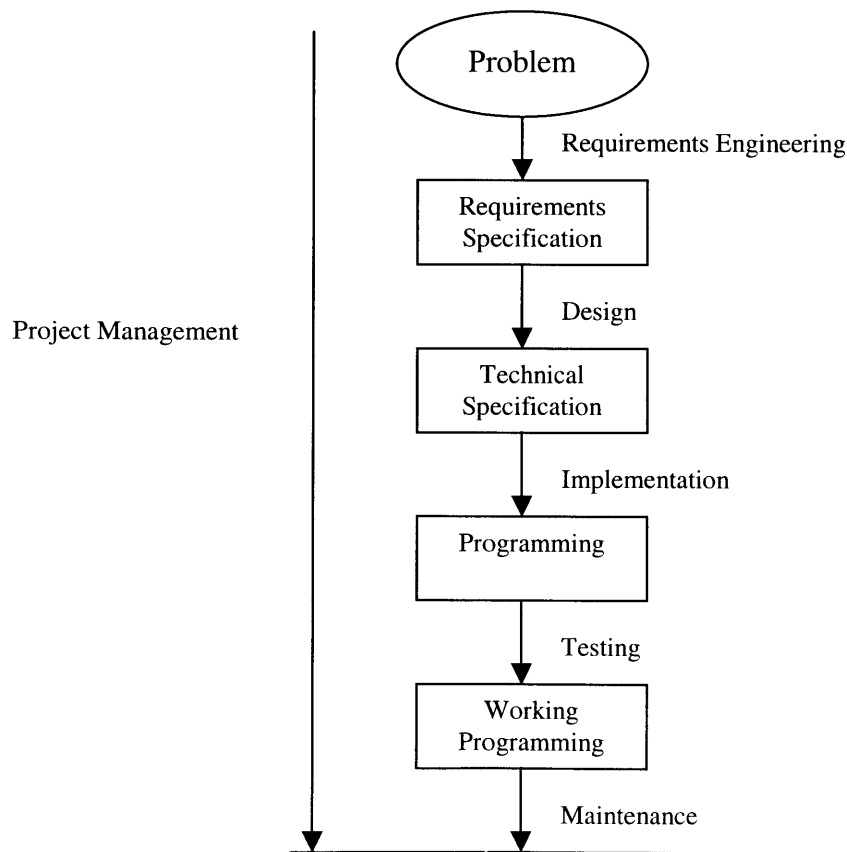 Problem
Requirements Engineering
Requirements
Specification
Design
Project Management
Technical
Specification
Implementation
Programming
Testing
Working
Programming
Maintenance